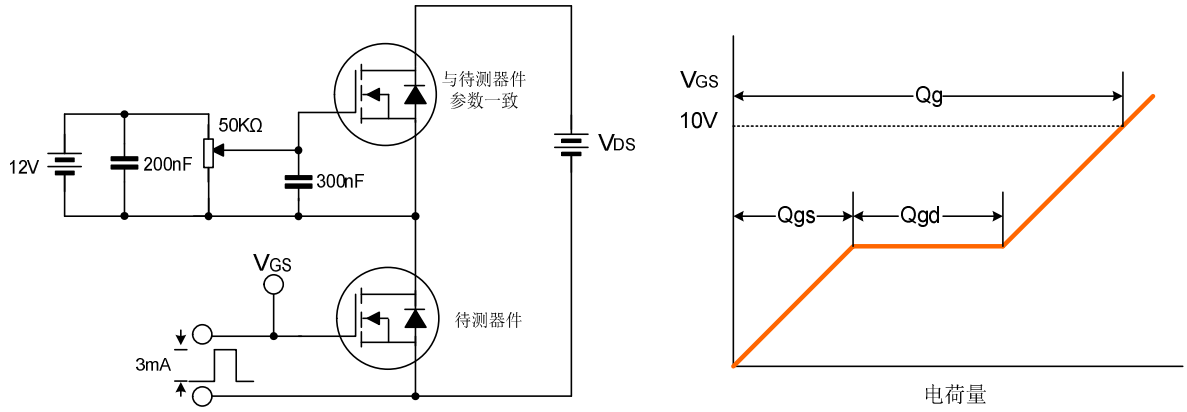 与待测器件
参数一致
50KΩ
12V
200nF
300nF
VDS
VGS
待测器件
3mA
VGS
10V
Qg
Qgs
Qgd
电荷量